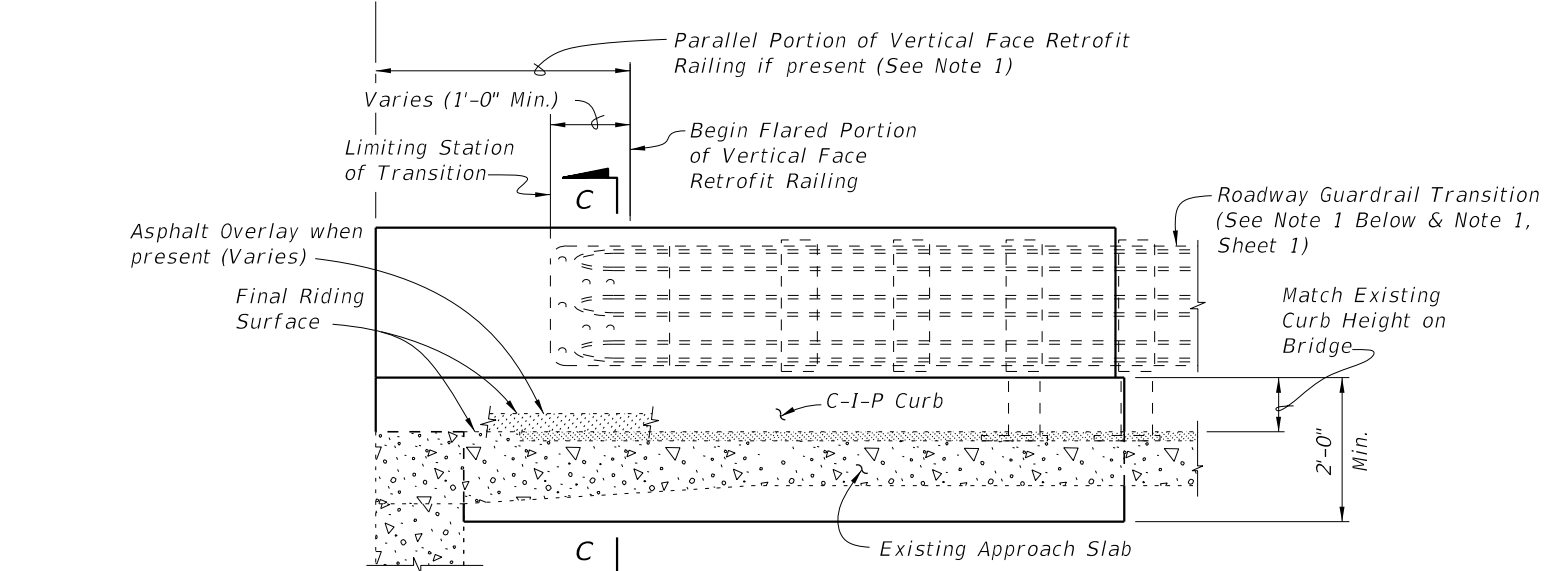 Parallel Portion of Vertical Face Retrofit
Railing if present (See Note 1)
Varies (1'-0" Min.)
Begin Flared Portion
of Vertical Face
Retrofit Railing
Limiting Station
of Transition
C
Roadway Guardrail Transition
(See Note 1 Below & Note 1,
Sheet 1)
Asphalt Overlay when
present (Varies)
Final Riding
Surface
Match Existing
Curb Height on
Bridge
C-I-P Curb
2'-0"
Min.
Existing Approach Slab
C